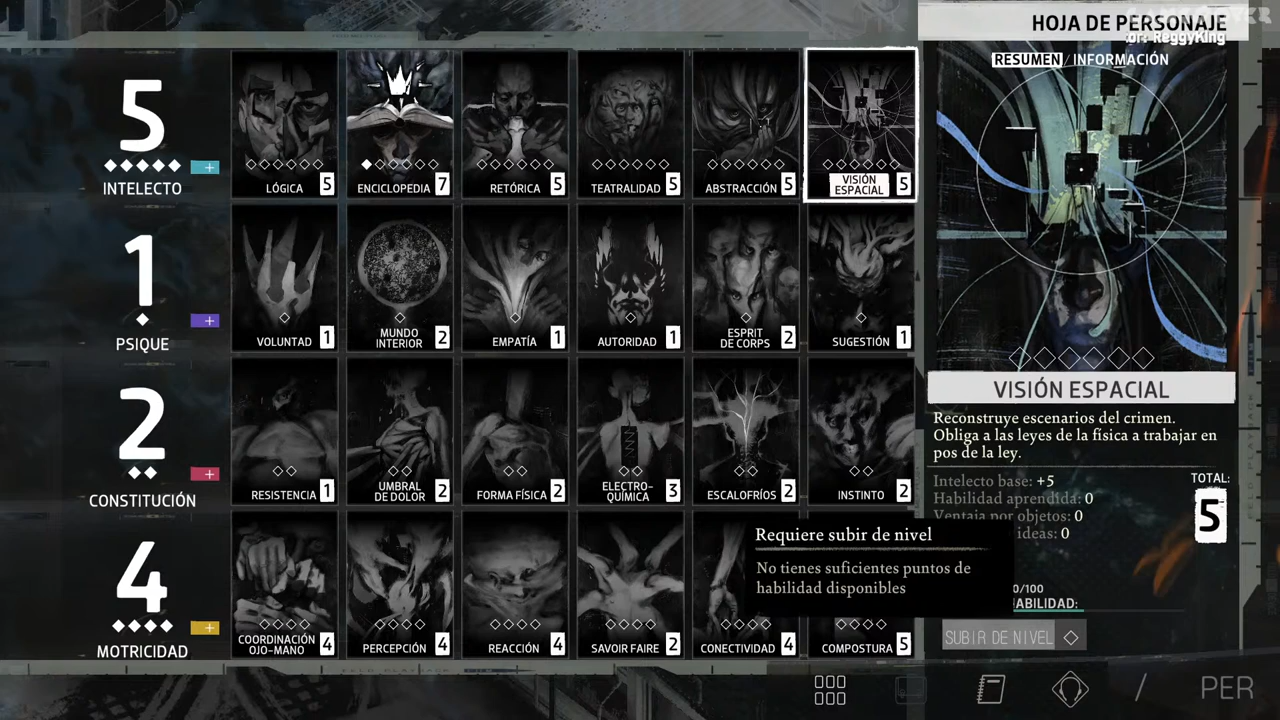 HOJA DE PERSONAJE
or: ReggyKing
RESUMEN / INFORMACIÓN
5
INTELECTO
+
LÓGICA 5
ENCICLOPEDIA 7
RETÓRICA 5
TEATRALIDAD 5
ABSTRACCIÓN 5
VISIÓN
ESPACIAL 5
1
PSIQUE
+
VOLUNTAD 1
MUNDO
INTERIOR 2
EMPATÍA 1
AUTORIDAD 1
ESPRIT
DE CORPS 2
SUGESTIÓN 1
2
CONSTITUCIÓN
+
RESISTENCIA 1
UMBRAL
DE DOLOR 2
FORMA FÍSICA 2
ELECTRO-
QUÍMICA 3
ESCALOFRÍOS 2
INSTINTO 2
4
MOTRICIDAD
+
COORDINACIÓN
OJO-MANO 4
PERCEPCIÓN 4
REACCIÓN 4
SAVOIR FAIRE 2
CONECTIVIDAD 4
COMPOSTURA 5
VISIÓN ESPACIAL
Reconstruye escenarios del crimen.
Obliga a las leyes de la física a trabajar en
pos de la ley.
Intelecto base: +5
Habilidad aprendida: 0
Ventaja por objetos: 0
ideas: 0
TOTAL:
5
Requiere subir de nivel
No tienes suficientes puntos de
habilidad disponibles
0/100
ABILIDAD:
SUBIR DE NIVEL
/ PER